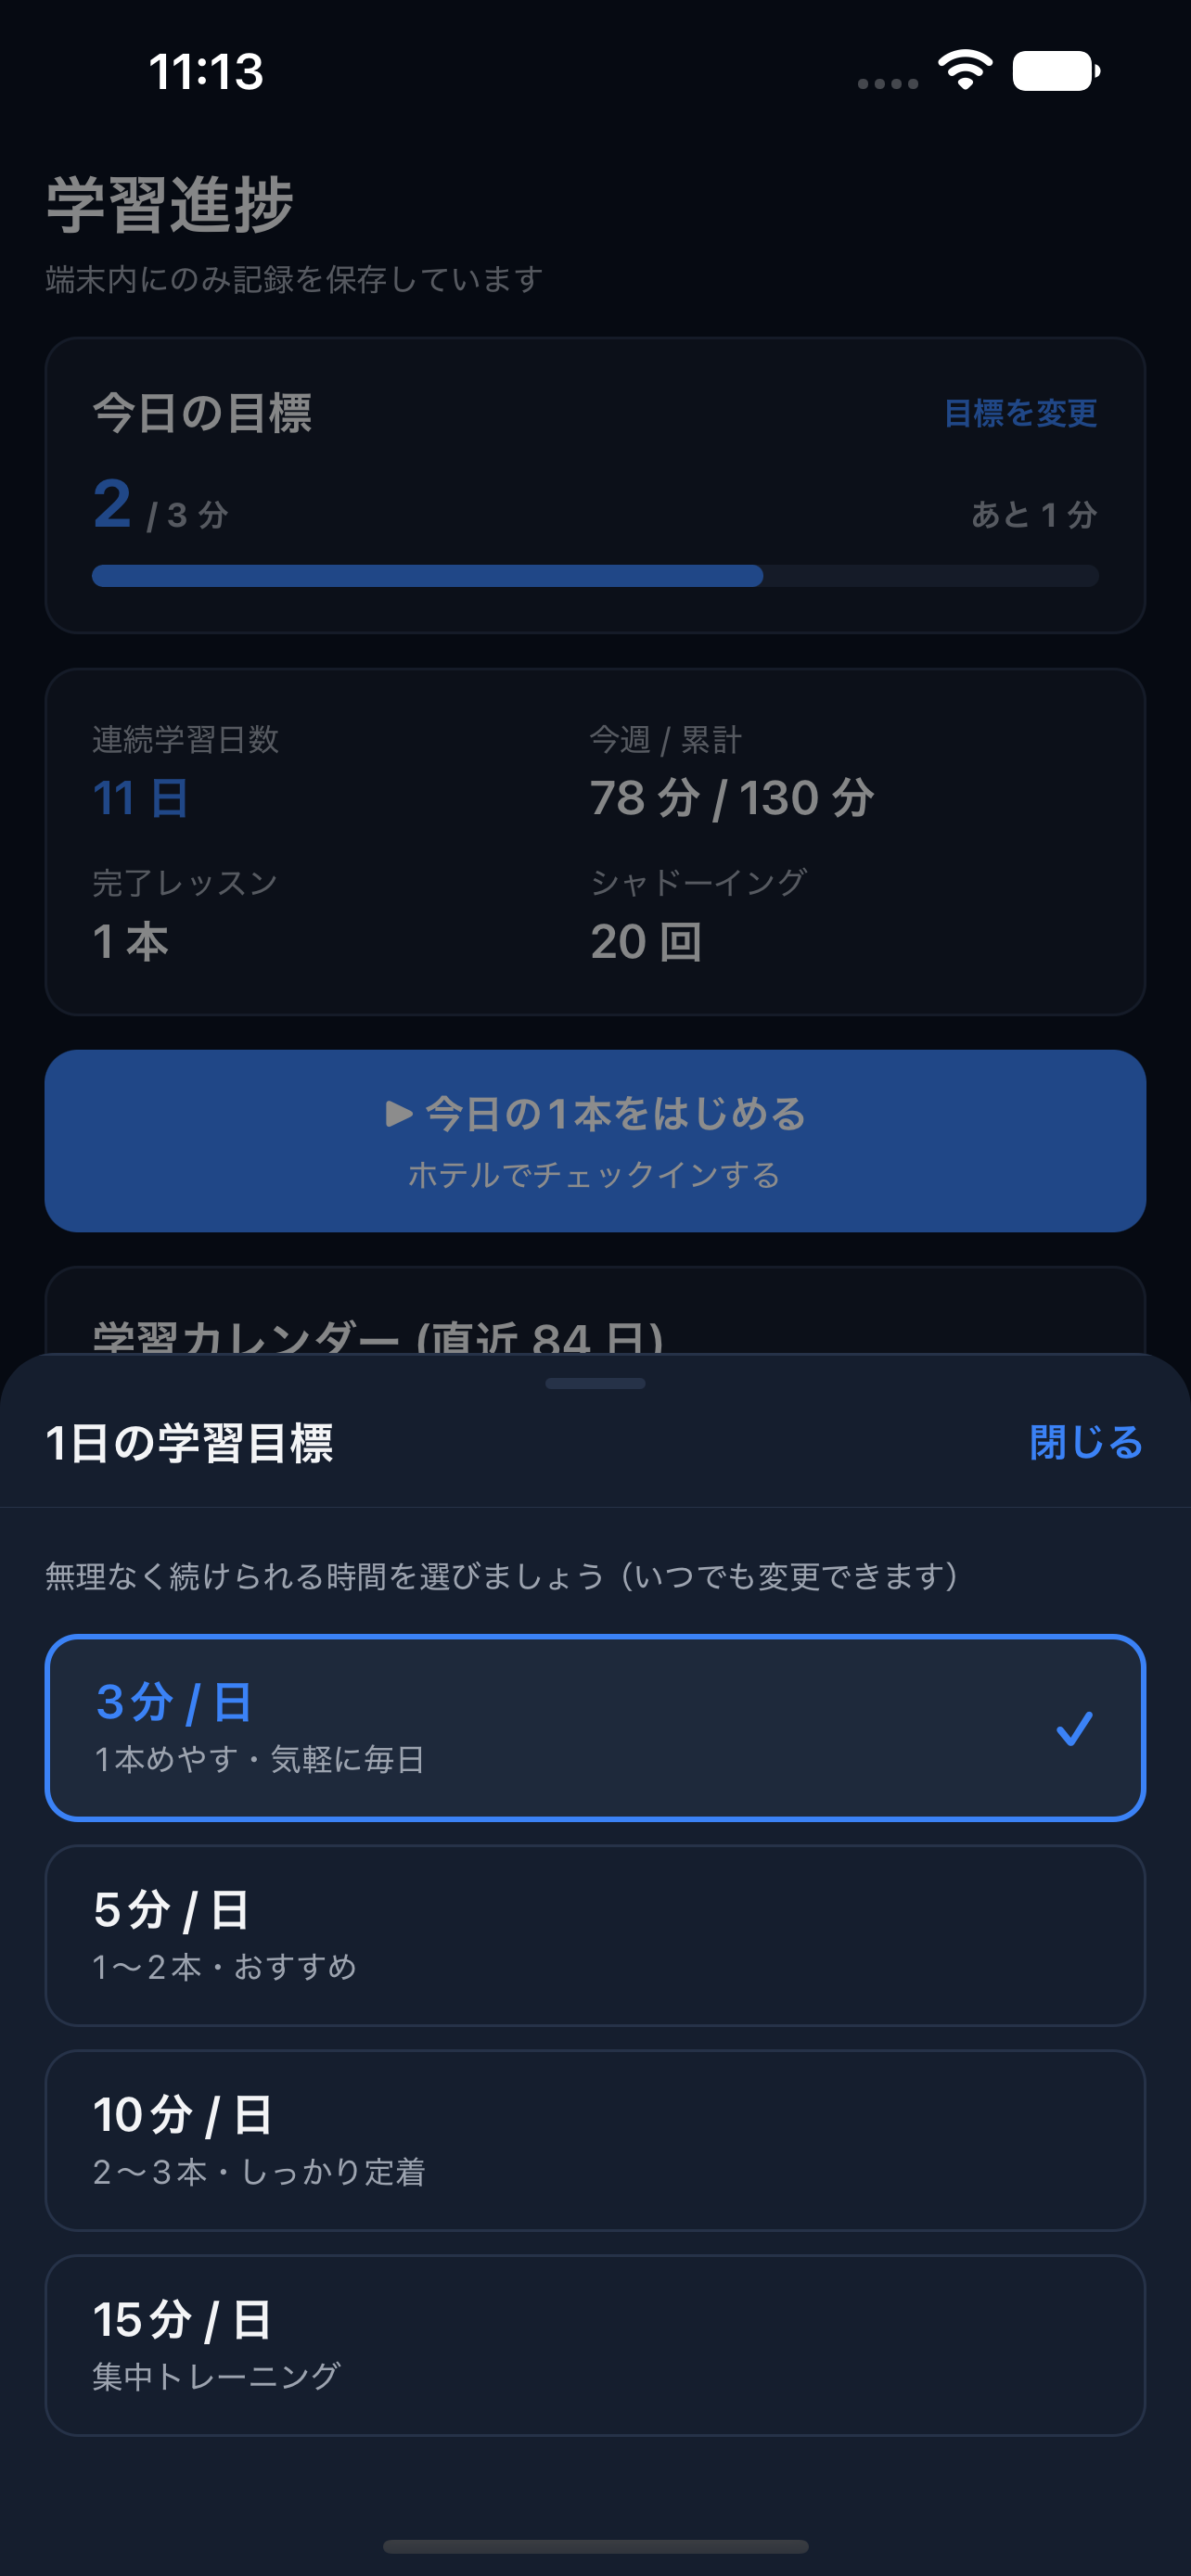 11:13
学習進捗
端末内にのみ記録を保存しています
今日の目標
目標を変更
2 / 3 分
あと 1 分
連続学習日数
今週 / 累計
11 日
78 分 / 130 分
完了レッスン
シャドーイング
1 本
20 回
▶ 今日の1本をはじめる
ホテルでチェックインする
学習カレンダー (直近 84 日)
1日の学習目標
閉じる
無理なく続けられる時間を選びましょう（いつでも変更できます）
3分 / 日
1本めやす・気軽に毎日
5分 / 日
1〜2本・おすすめ
10分 / 日
2〜3本・しっかり定着
15分 / 日
集中トレーニング